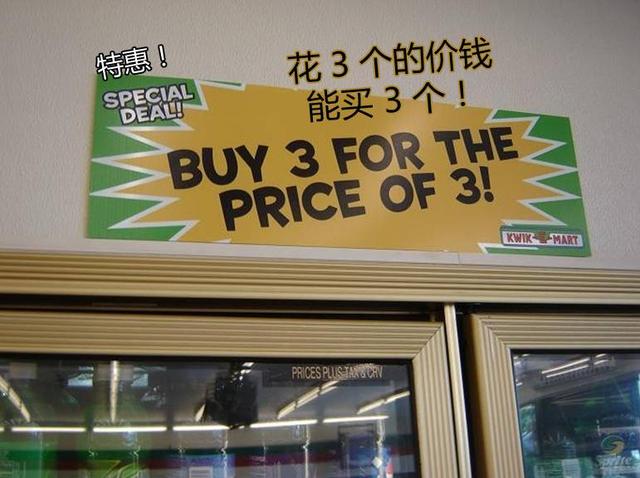 特惠！
花 3 个的价钱
能买 3 个！
SPECIAL
DEAL!
BUY 3 FOR THE
PRICE OF 3!
KWIK-E-MART
PRICES PLUS TAX & CRV
Sprite